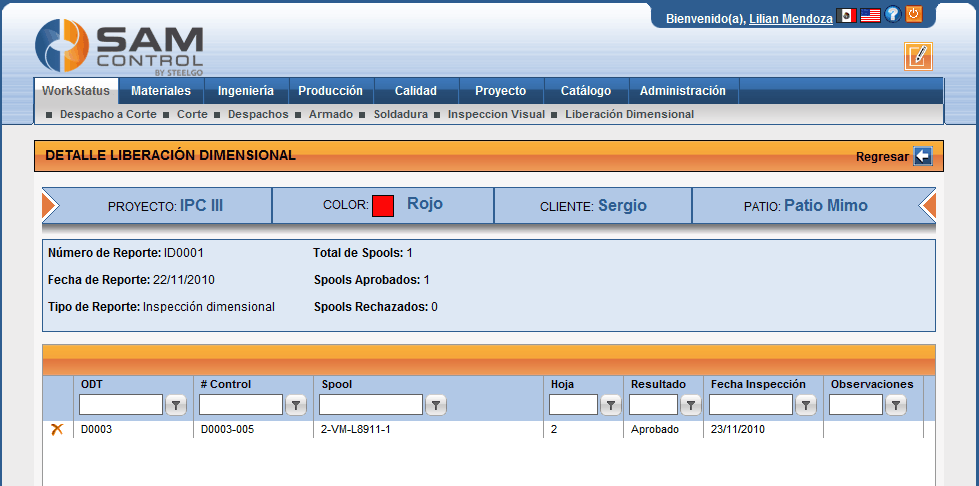 Bienvenido(a), Lilian Mendoza
SAM
CONTROL
BY STEELGO
WorkStatus Materiales Ingeniería Producción Calidad Proyecto Catálogo Administración
Despacho a Corte Corte Despachos Armado Soldadura Inspeccion Visual Liberación Dimensional
DETALLE LIBERACIÓN DIMENSIONAL Regresar
PROYECTO: IPC III COLOR: Rojo CLIENTE: Sergio PATIO: Patio Mimo
Número de Reporte: ID0001 Total de Spools: 1
Fecha de Reporte: 22/11/2010 Spools Aprobados: 1
Tipo de Reporte: Inspección dimensional Spools Rechazados: 0
ODT # Control Spool Hoja Resultado Fecha Inspección Observaciones
D0003 D0003-005 2-VM-L8911-1 2 Aprobado 23/11/2010